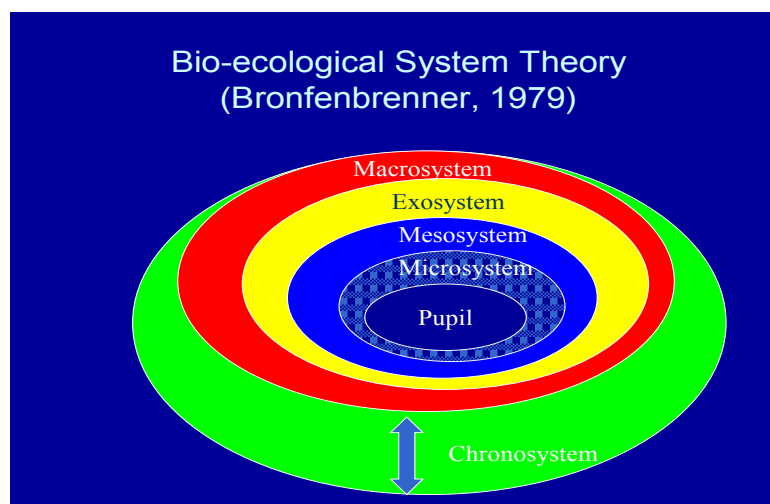 Bio-ecological System Theory
(Bronfenbrenner, 1979)
Macrosystem
Exosystem
Mesosystem
Microsystem
Pupil
Chronosystem